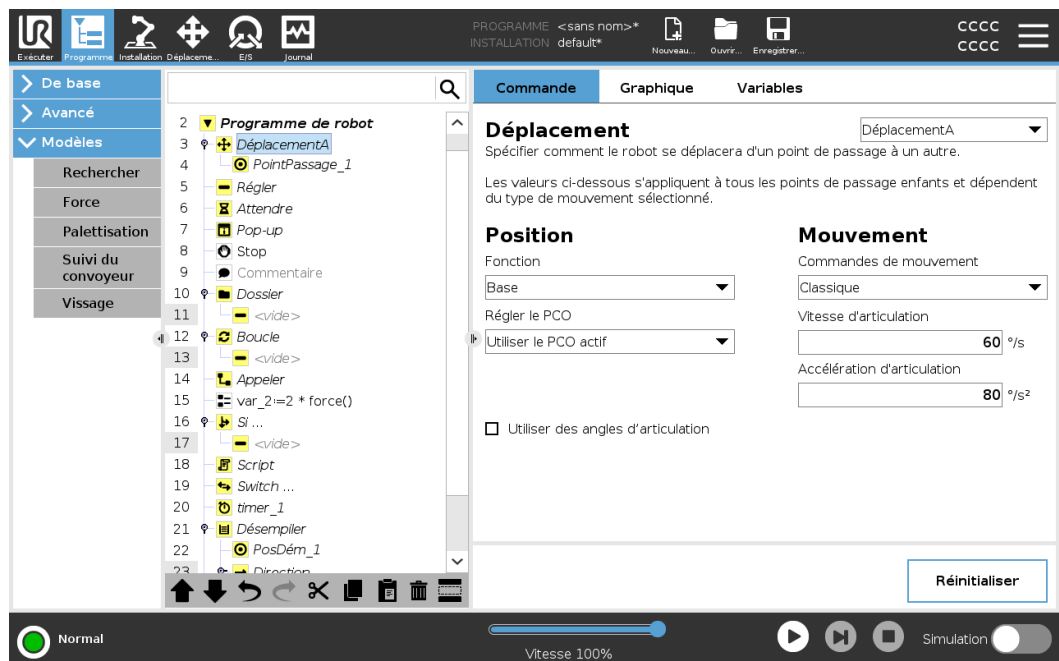 Exécuter
Programme
Installation
Déplaceme...
E/S
Journal
PROGRAMME <sans nom>*
INSTALLATION default*
Nouveau...
Ouvrir...
Enregistrer...
CCCC
CCCC
De base
Avancé
Modèles
Rechercher
Force
Palettisation
Suivi du
convoyeur
Vissage
2 Programme de robot
3 DéplacementA
4 PointPassage_1
5 Régler
6 Attendre
7 Pop-up
8 Stop
9 Commentaire
10 Dossier
11 <vide>
12 Boucle
13 <vide>
14 Appeler
15 var_2:=2 * force()
16 Si ...
17 <vide>
18 Script
19 Switch ...
20 timer_1
21 Désempiler
22 PosDém_1
23 Direction
Commande Graphique Variables
Déplacement
DéplacementA
Spécifier comment le robot se déplacera d'un point de passage à un autre.
Les valeurs ci-dessous s'appliquent à tous les points de passage enfants et dépendent
du type de mouvement sélectionné.
Position
Fonction
Base
Régler le PCO
Utiliser le PCO actif
Utiliser des angles d'articulation
Mouvement
Commandes de mouvement
Classique
Vitesse d'articulation
60 °/s
Accélération d'articulation
80 °/s²
Réinitialiser
Normal
Vitesse 100%
Simulation